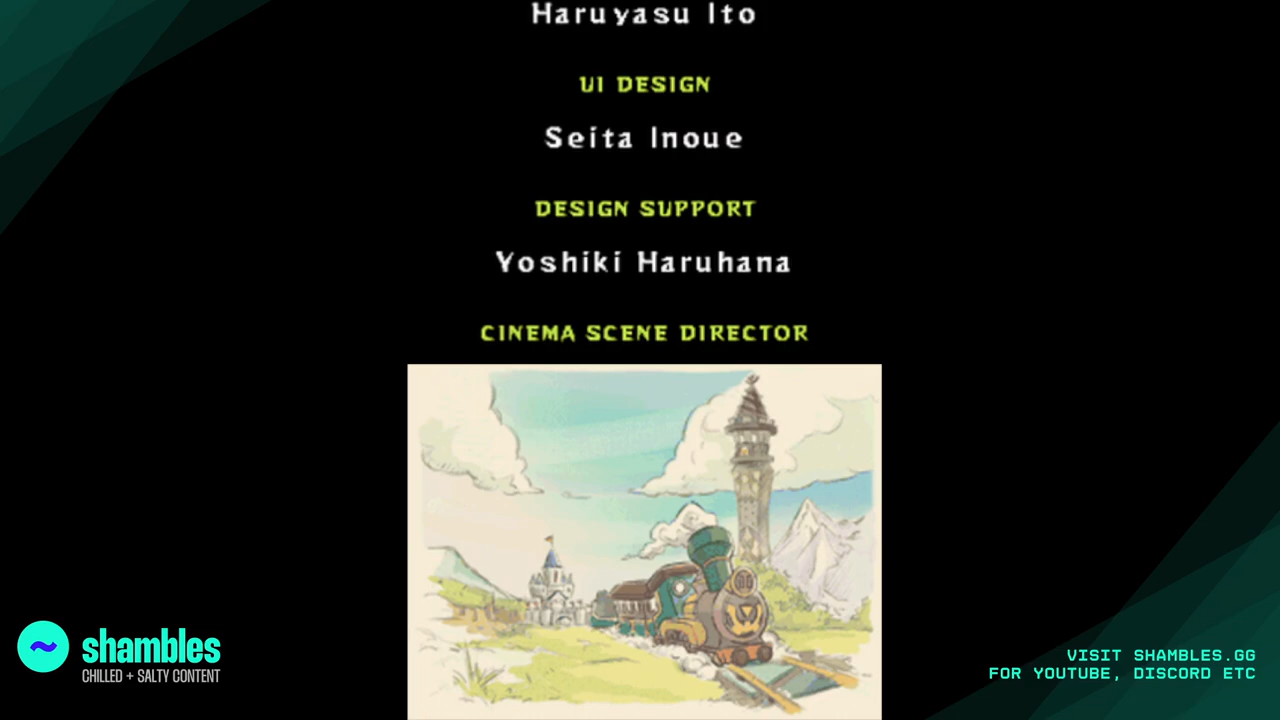 Haruyasu Ito
UI DESIGN
Seita Inoue
DESIGN SUPPORT
Yoshiki Haruhana
CINEMA SCENE DIRECTOR
shambles
CHILLED + SALTY CONTENT
VISIT SHAMBLES.GG
FOR YOUTUBE, DISCORD ETC